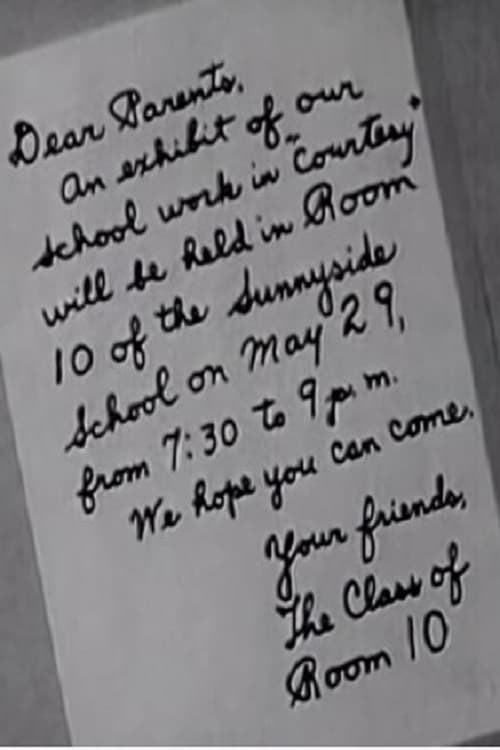 Dear Parents,
An exhibit of our
school work in "Courtesy"
will be held in Room
10 of the Sunnyside
School on May 29,
from 7:30 to 9 p.m.
We hope you can come.
Your friends,
The Class of
Room 10